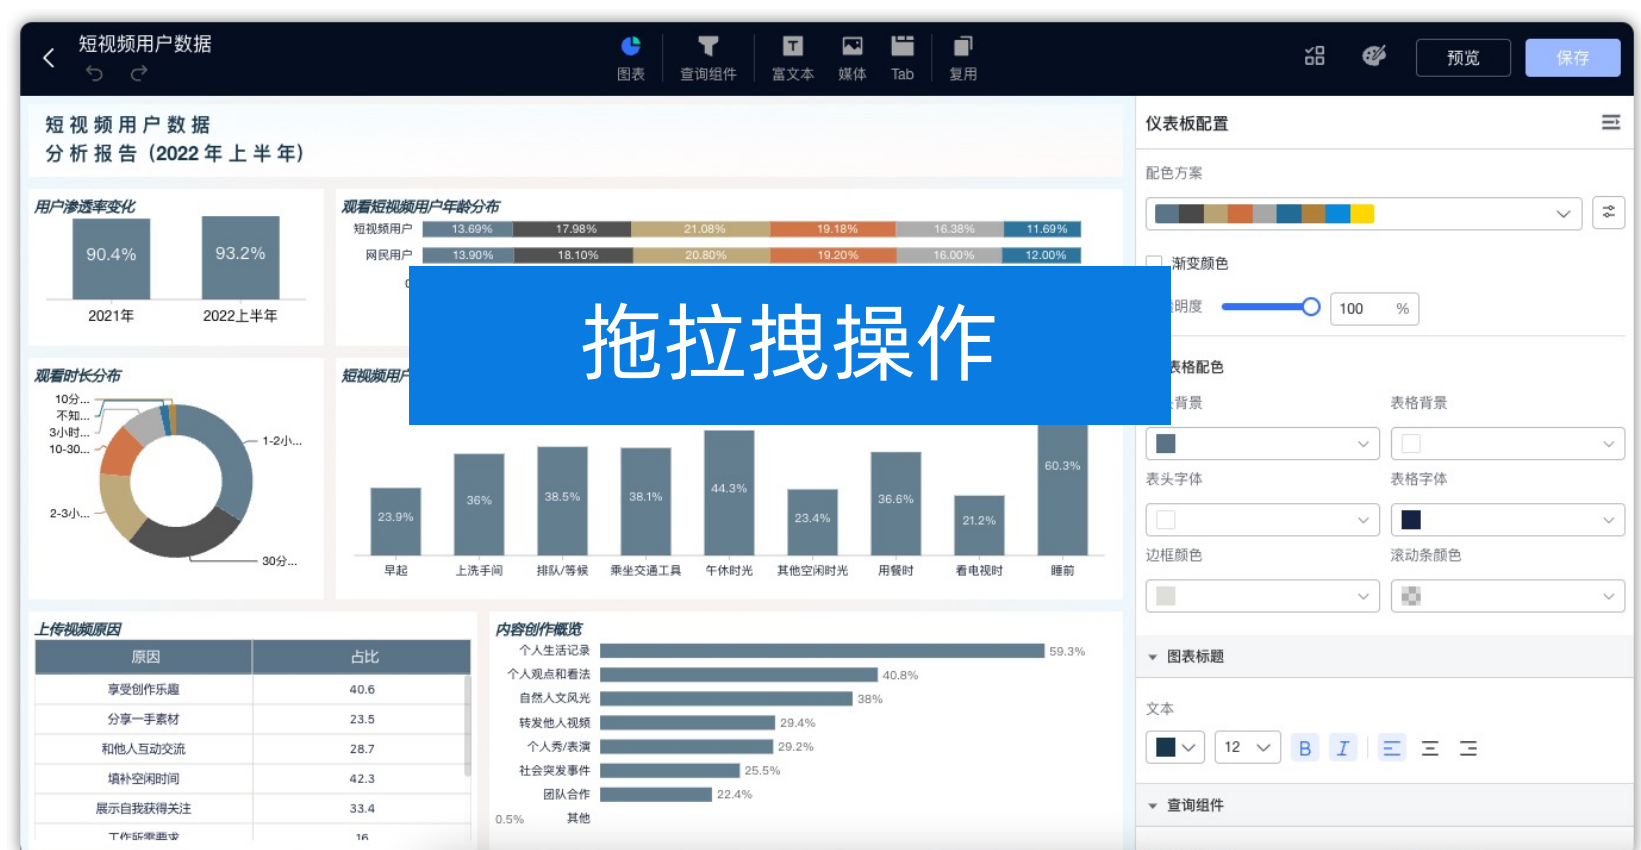 短视频用户数据
图表
查询组件
富文本
媒体
Tab
复用
预览
保存
短视频用户数据
分析报告（2022年上半年）
用户渗透率变化
90.4%
93.2%
2021年
2022上半年
观看短视频用户年龄分布
短视频用户 13.69% 17.98% 21.08% 19.18% 16.38% 11.69%
网民用户 13.90% 18.10% 20.80% 19.20% 16.00% 12.00%
拖拉拽操作
观看时长分布
10分...
不知...
3小时...
10-30...
2-3小...
1-2小...
30分...
短视频用户
23.9%
36%
38.5%
38.1%
44.3%
23.4%
36.6%
21.2%
60.3%
早起
上洗手间
排队/等候
乘坐交通工具
午休时光
其他空闲时光
用餐时
看电视时
睡前
上传视频原因
原因 占比
享受创作乐趣 40.6
分享一手素材 23.5
和他人互动交流 28.7
填补空闲时间 42.3
展示自我获得关注 33.4
工作所需要求 16
内容创作概览
个人生活记录 59.3%
个人观点和看法 40.8%
自然人文风光 38%
转发他人视频 29.4%
个人秀/表演 29.2%
社会突发事件 25.5%
团队合作 22.4%
0.5% 其他
仪表板配置
配色方案
渐变颜色
明度 100 %
表格配色
背景
表格背景
表头字体
表格字体
边框颜色
滚动条颜色
图表标题
文本
12 B I
查询组件